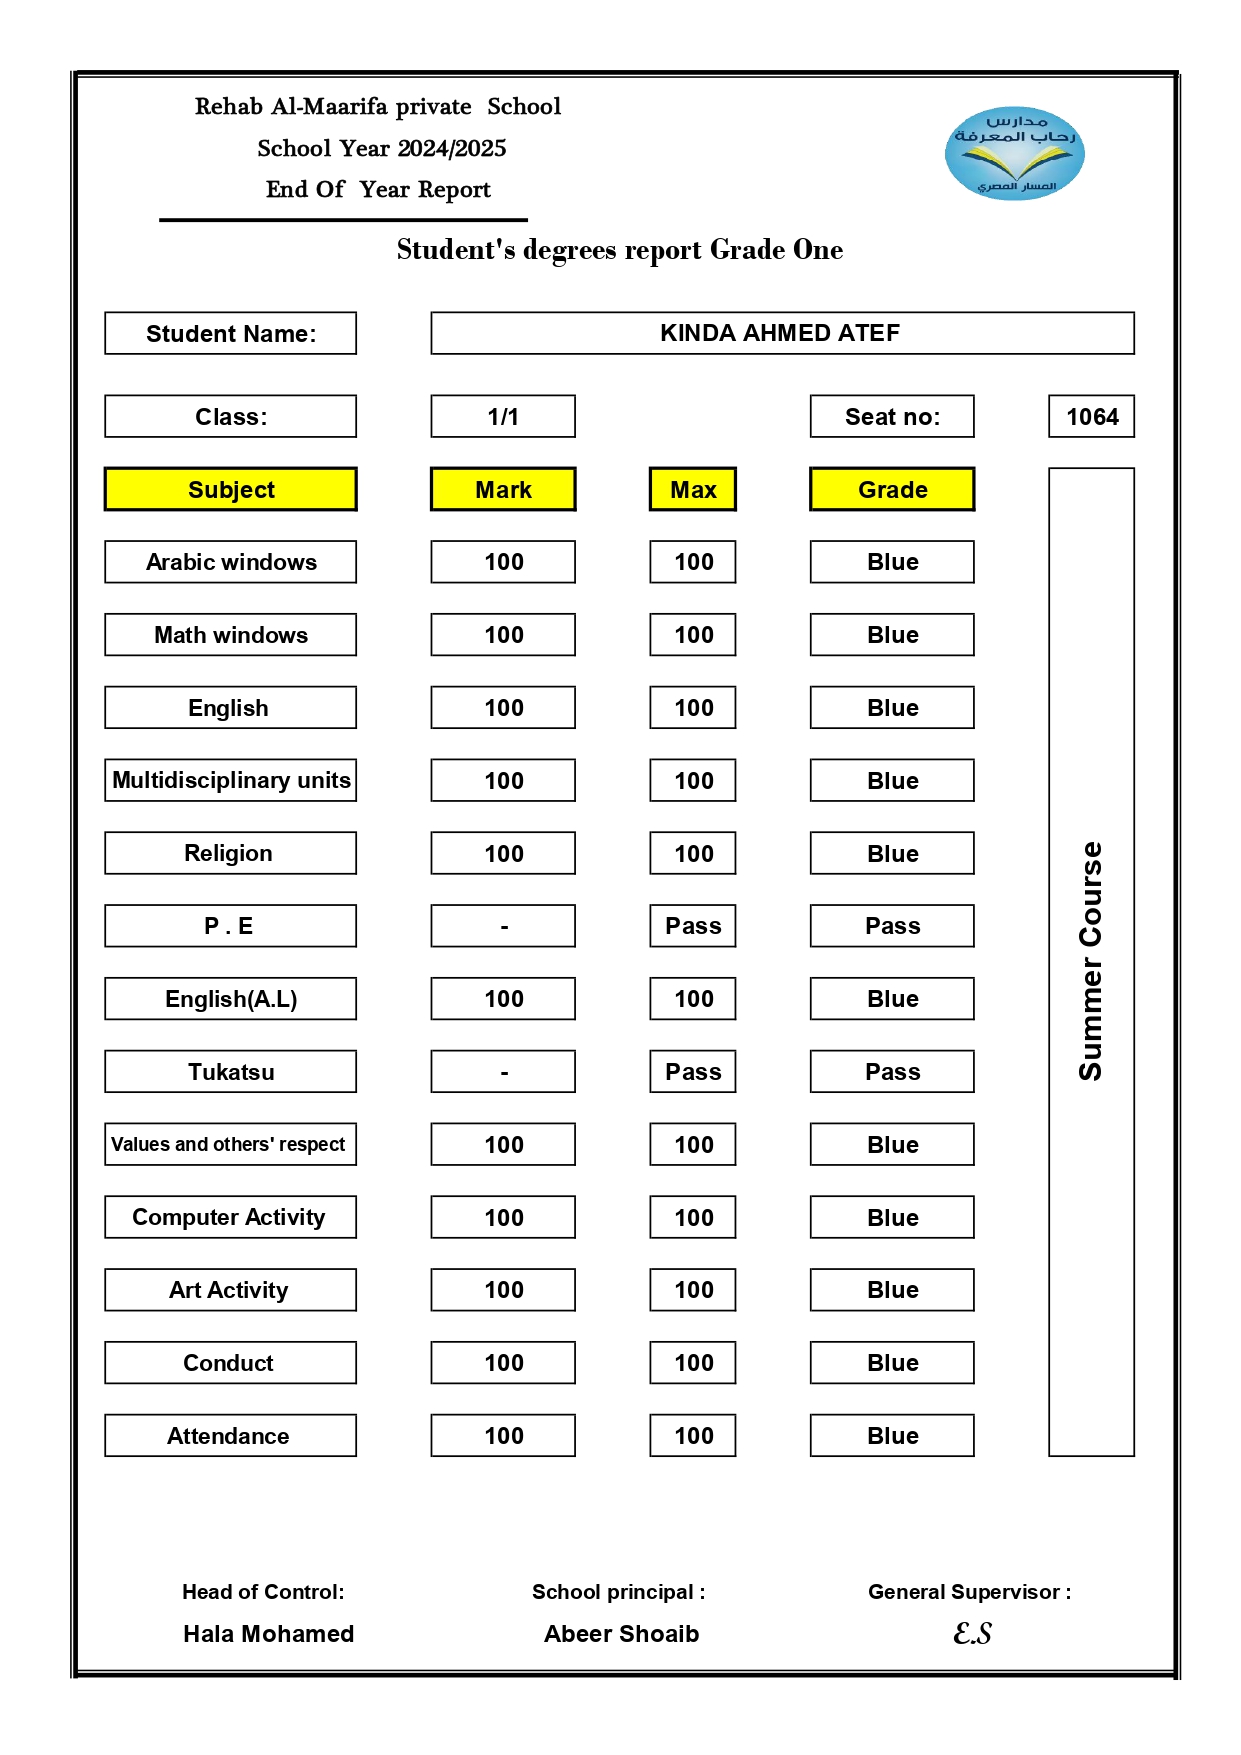 Rehab Al-Maarifa private School
School Year 2024/2025
End Of Year Report
مدارس
رحاب المعرفة
المسار المصري
Student's degrees report Grade One
Student Name: KINDA AHMED ATEF
Class: 1/1 Seat no: 1064
Subject Mark Max Grade
Arabic windows 100 100 Blue
Math windows 100 100 Blue
English 100 100 Blue
Multidisciplinary units 100 100 Blue
Religion 100 100 Blue
P . E - Pass Pass
English(A.L) 100 100 Blue
Tukatsu - Pass Pass
Values and others' respect 100 100 Blue
Computer Activity 100 100 Blue
Art Activity 100 100 Blue
Conduct 100 100 Blue
Attendance 100 100 Blue
Summer Course
Head of Control: School principal : General Supervisor :
Hala Mohamed Abeer Shoaib E.S